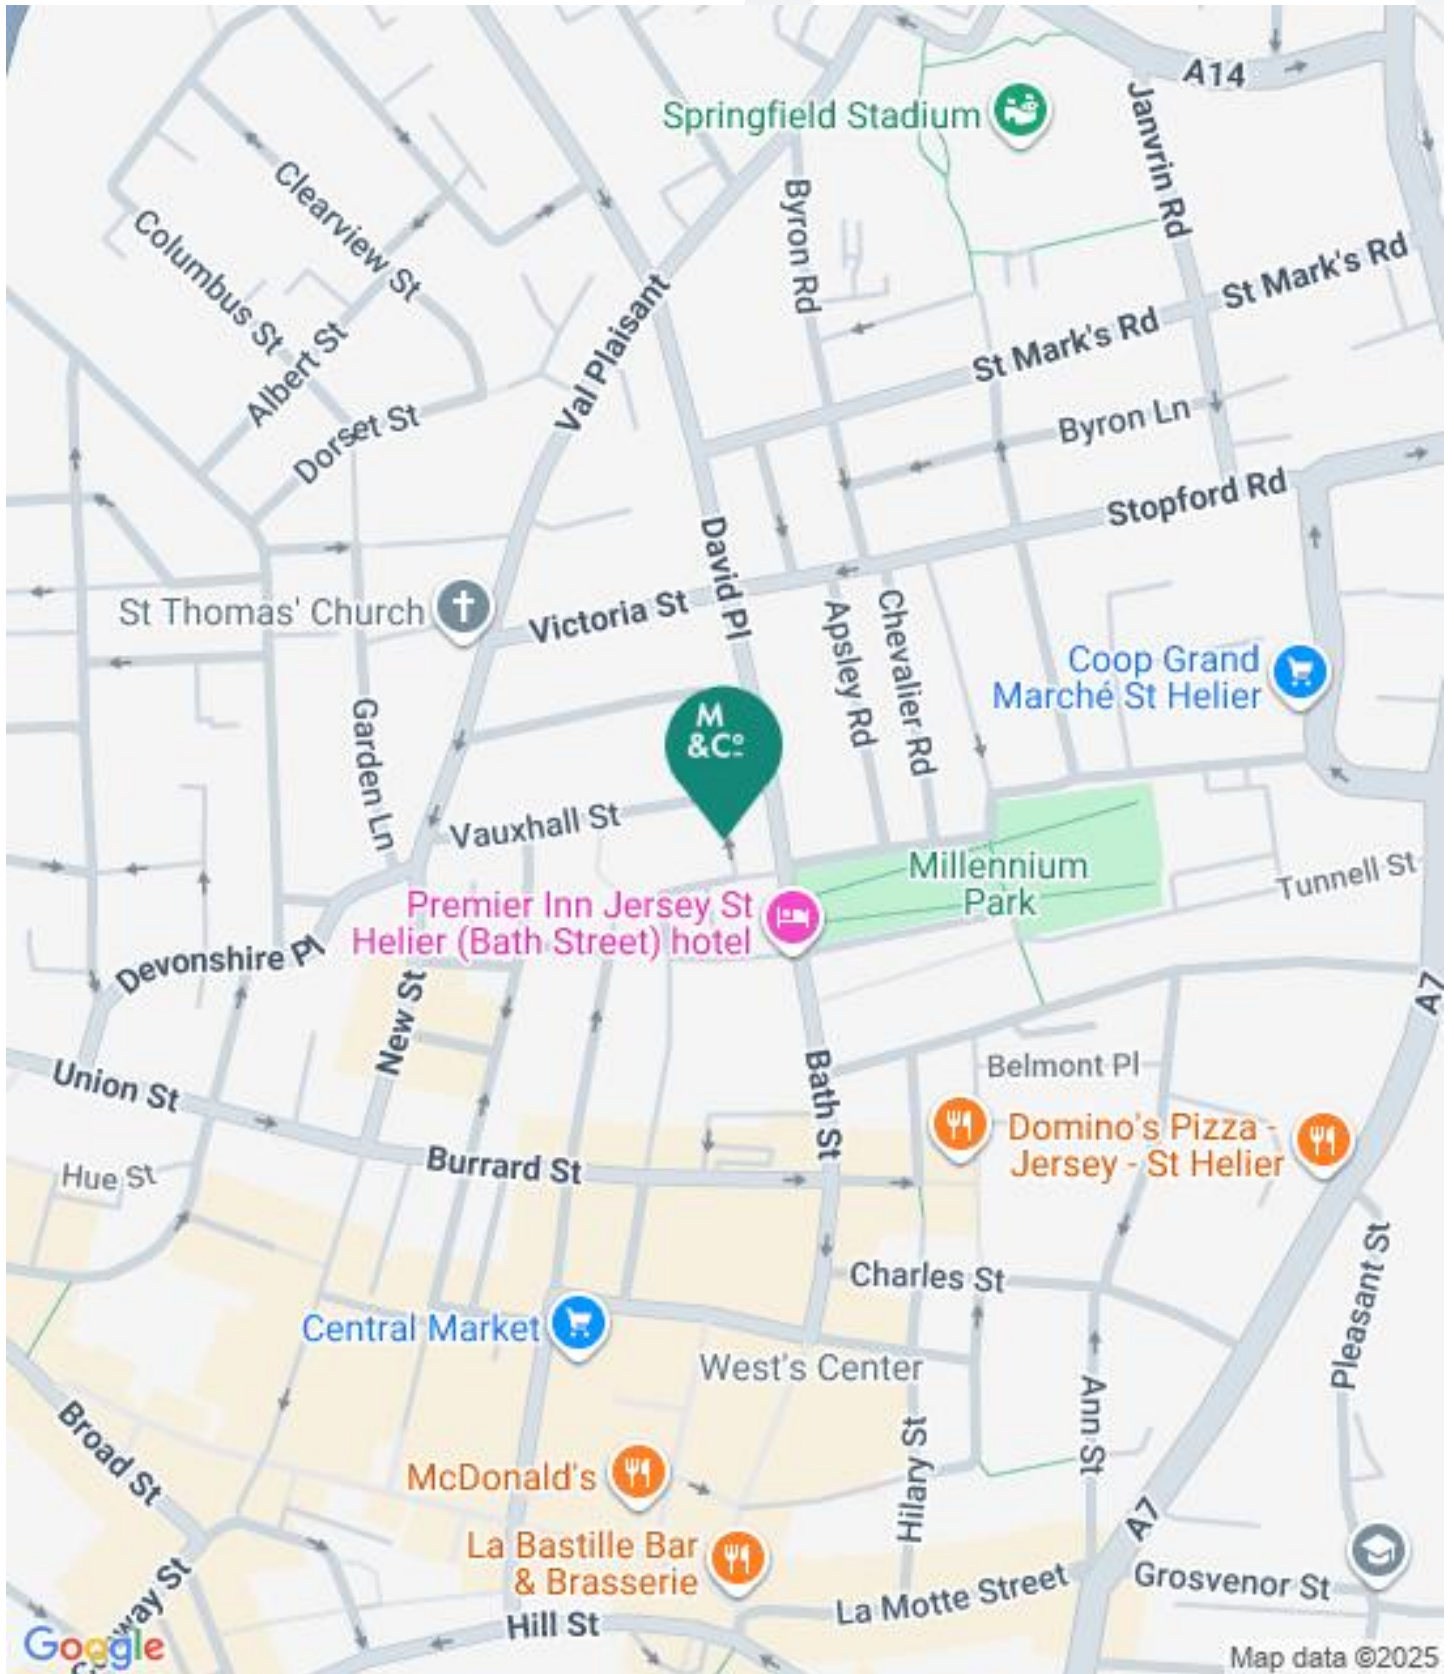 A14
Springfield Stadium
Janvrin Rd
Clearview St
Byron Rd
Columbus St
St Mark's Rd
Val Plaisant
St Mark's Rd
Albert St
Byron Ln
Dorset St
Stopford Rd
David Pl
St Thomas' Church
Victoria St
Apsley Rd
Chevalier Rd
Coop Grand
Marché St Helier
M
&Co
Garden Ln
Vauxhall St
Millennium
Park
Tunnell St
Premier Inn Jersey St
Helier (Bath Street) hotel
Devonshire Pl
New St
A7
Union St
Bath St
Belmont Pl
Domino's Pizza -
Jersey - St Helier
Hue St
Burrard St
Charles St
Pleasant St
Central Market
West's Center
Broad St
Ann St
McDonald's
Hilary St
A7
La Bastille Bar
& Brasserie
La Motte Street
Grosvenor St
Hill St
Google
Map data ©2025